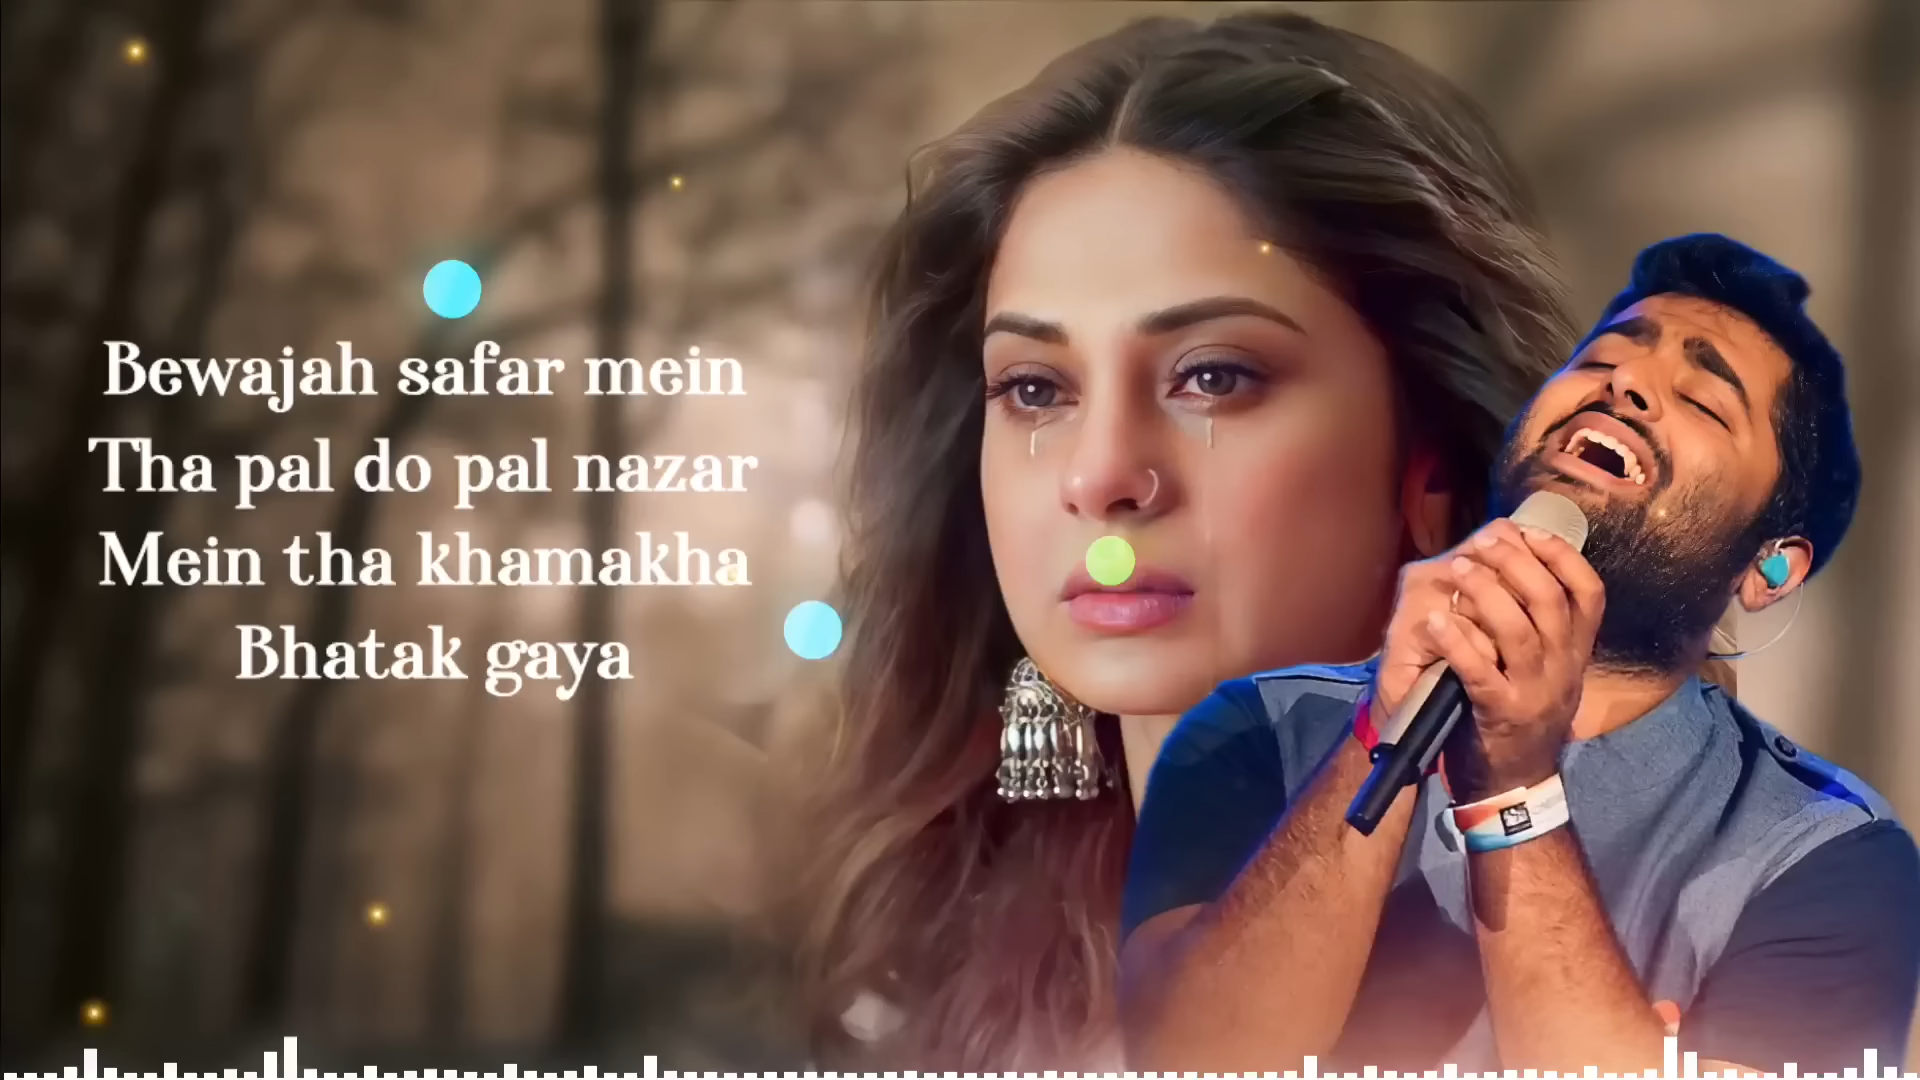 Bewajah safar mein
Tha pal do pal nazar
Mein tha khamakha
Bhatak gaya